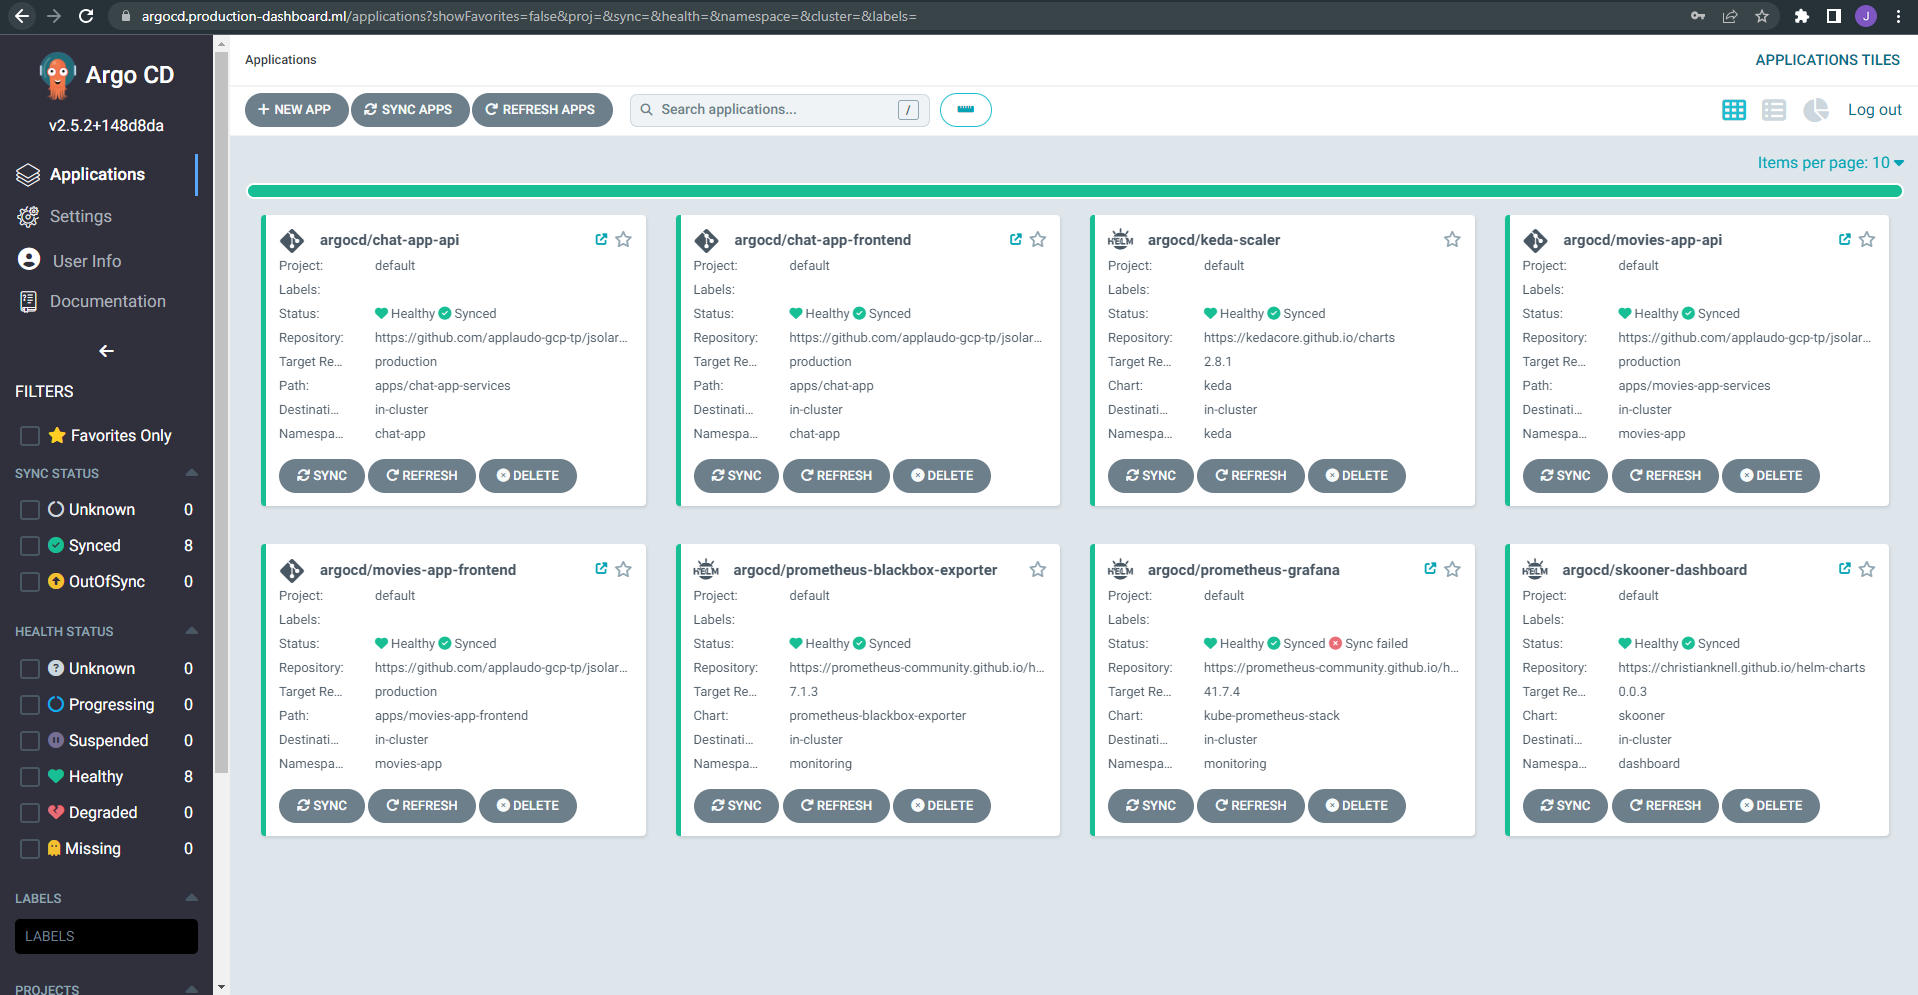 argocd.production-dashboard.ml/applications?showFavorites=false&proj=&sync=&health=&namespace=&cluster=&labels=
J
Argo CD
v2.5.2+148d8da
Applications
Settings
User Info
Documentation
FILTERS
Favorites Only
SYNC STATUS
Unknown 0
Synced 8
OutOfSync 0
HEALTH STATUS
Unknown 0
Progressing 0
Suspended 0
Healthy 8
Degraded 0
Missing 0
LABELS
LABELS
PROJECTS
Applications
APPLICATIONS TILES
NEW APP SYNC APPS REFRESH APPS Search applications... /
Log out
Items per page: 10
argocd/chat-app-api
Project: default
Labels:
Status: Healthy Synced
Repository: https://github.com/applaudo-gcp-tp/jsolar...
Target Re... production
Path: apps/chat-app-services
Destinati... in-cluster
Namespa... chat-app
SYNC REFRESH DELETE
argocd/chat-app-frontend
Project: default
Labels:
Status: Healthy Synced
Repository: https://github.com/applaudo-gcp-tp/jsolar...
Target Re... production
Path: apps/chat-app
Destinati... in-cluster
Namespa... chat-app
SYNC REFRESH DELETE
HELM argocd/keda-scaler
Project: default
Labels:
Status: Healthy Synced
Repository: https://kedacore.github.io/charts
Target Re... 2.8.1
Chart: keda
Destinati... in-cluster
Namespa... keda
SYNC REFRESH DELETE
argocd/movies-app-api
Project: default
Labels:
Status: Healthy Synced
Repository: https://github.com/applaudo-gcp-tp/jsolar...
Target Re... production
Path: apps/movies-app-services
Destinati... in-cluster
Namespa... movies-app
SYNC REFRESH DELETE
argocd/movies-app-frontend
Project: default
Labels:
Status: Healthy Synced
Repository: https://github.com/applaudo-gcp-tp/jsolar...
Target Re... production
Path: apps/movies-app-frontend
Destinati... in-cluster
Namespa... movies-app
SYNC REFRESH DELETE
HELM argocd/prometheus-blackbox-exporter
Project: default
Labels:
Status: Healthy Synced
Repository: https://prometheus-community.github.io/h...
Target Re... 7.1.3
Chart: prometheus-blackbox-exporter
Destinati... in-cluster
Namespa... monitoring
SYNC REFRESH DELETE
HELM argocd/prometheus-grafana
Project: default
Labels:
Status: Healthy Synced Sync failed
Repository: https://prometheus-community.github.io/h...
Target Re... 41.7.4
Chart: kube-prometheus-stack
Destinati... in-cluster
Namespa... monitoring
SYNC REFRESH DELETE
HELM argocd/skooner-dashboard
Project: default
Labels:
Status: Healthy Synced
Repository: https://christianknell.github.io/helm-charts
Target Re... 0.0.3
Chart: skooner
Destinati... in-cluster
Namespa... dashboard
SYNC REFRESH DELETE